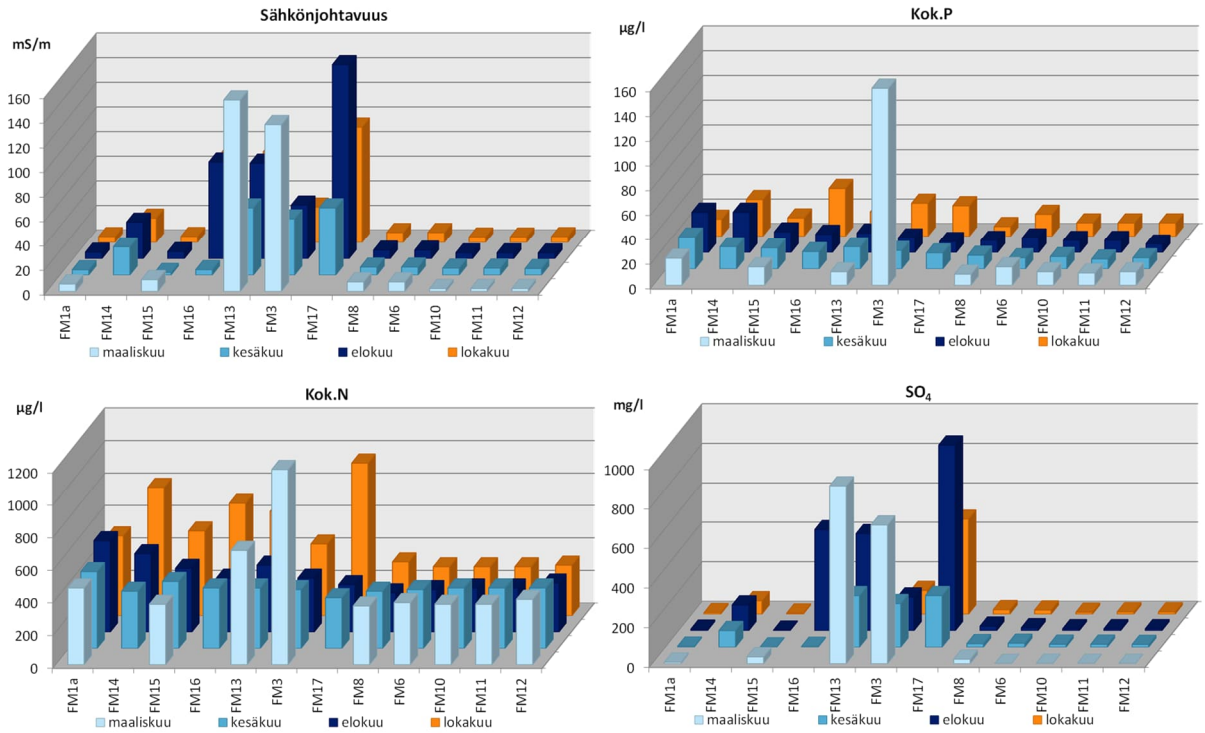 Sähkönjohtavuus
mS/m
160
140
120
100
80
60
40
20
0
FM1a
FM14
FM15
FM16
FM13
FM3
FM17
FM8
FM6
FM10
FM11
FM12
maaliskuu kesäkuu elokuu lokakuu
Kok.P
µg/l
160
140
120
100
80
60
40
20
0
FM1a
FM14
FM15
FM16
FM13
FM3
FM17
FM8
FM6
FM10
FM11
FM12
maaliskuu kesäkuu elokuu lokakuu
Kok.N
µg/l
1200
1000
800
600
400
200
0
FM1a
FM14
FM15
FM16
FM13
FM3
FM17
FM8
FM6
FM10
FM11
FM12
maaliskuu kesäkuu elokuu lokakuu
SO₄
mg/l
1000
800
600
400
200
0
FM1a
FM14
FM15
FM16
FM13
FM3
FM17
FM8
FM6
FM10
FM11
FM12
maaliskuu kesäkuu elokuu lokakuu